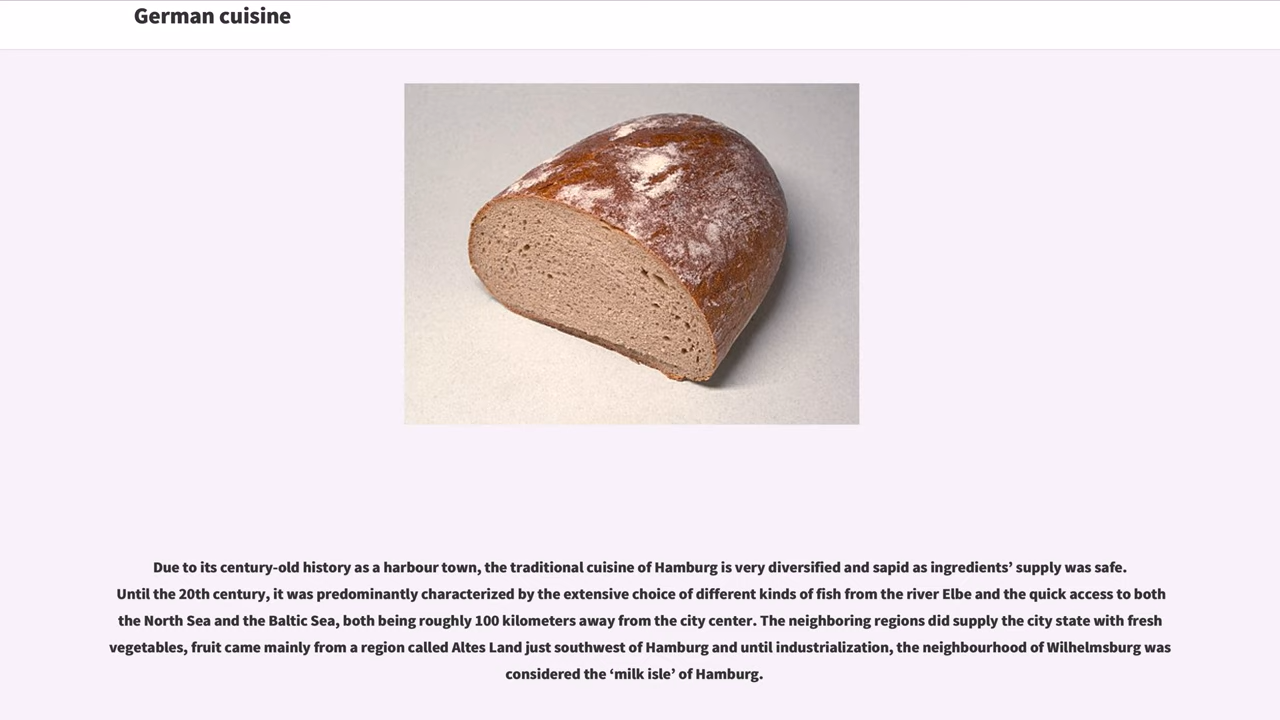 German cuisine
Due to its century-old history as a harbour town, the traditional cuisine of Hamburg is very diversified and sapid as ingredients’ supply was safe.
Until the 20th century, it was predominantly characterized by the extensive choice of different kinds of fish from the river Elbe and the quick access to both
the North Sea and the Baltic Sea, both being roughly 100 kilometers away from the city center. The neighboring regions did supply the city state with fresh
vegetables, fruit came mainly from a region called Altes Land just southwest of Hamburg and until industrialization, the neighbourhood of Wilhelmsburg was
considered the ‘milk isle’ of Hamburg.